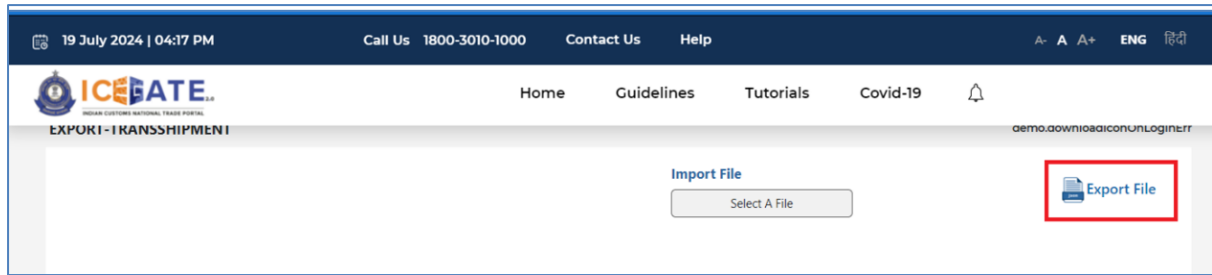 19 July 2024 | 04:17 PM Call Us 1800-3010-1000 Contact Us Help A- A A+ ENG हिंदी
ICEGATE
INDIAN CUSTOMS NATIONAL TRADE PORTAL
Home Guidelines Tutorials Covid-19
EXPORT-TRANSSHIPMENT demo.downloadIconOnLoginErr
Import File
Select A File
Export File